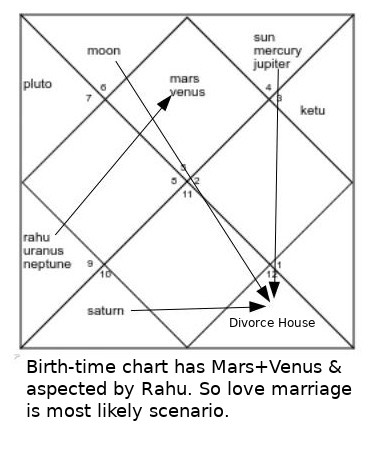 moon
sun
mercury
jupiter
pluto
mars
venus
6
7
4
3
ketu
5
5 2
11
rahu
uranus
neptune
9
10
1
12
saturn
Divorce House
Birth-time chart has Mars+Venus &
aspected by Rahu. So love marriage
is most likely scenario.